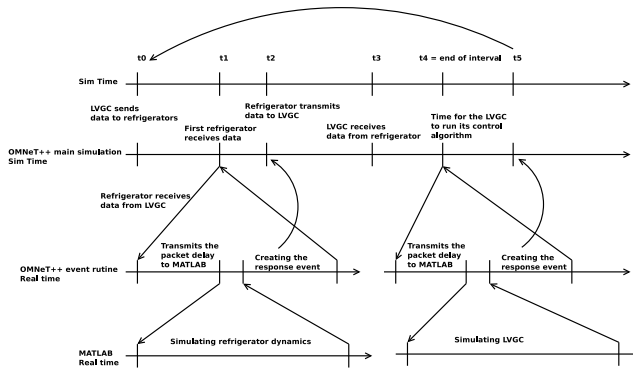 t0
t1
t2
t3
t4 = end of interval
t5
Sim Time
LVGC sends
data to refrigerators
First refrigerator
receives data
Refrigerator transmits
data to LVGC
LVGC receives
data from refrigerator
Time for the LVGC
to run its control
algorithm
OMNeT++ main simulation
Sim Time
Refrigerator receives
data from LVGC
Transmits the
packet delay
to MATLAB
Creating the
response event
Transmits the
packet delay
to MATLAB
Creating the
response event
OMNeT++ event rutine
Real time
Simulating refrigerator dynamics
Simulating LVGC
MATLAB
Real time